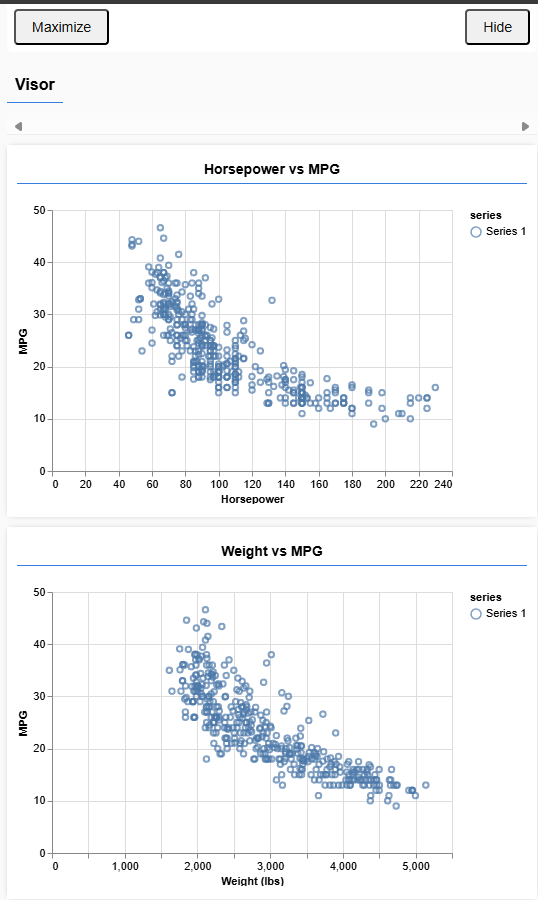 Maximize Hide
Visor
Horsepower vs MPG
50
40
30
20
10
0
MPG
0 20 40 60 80 100 120 140 160 180 200 220 240
Horsepower
series
Series 1
Weight vs MPG
50
40
30
20
10
0
MPG
0 1,000 2,000 3,000 4,000 5,000
Weight (lbs)
series
Series 1